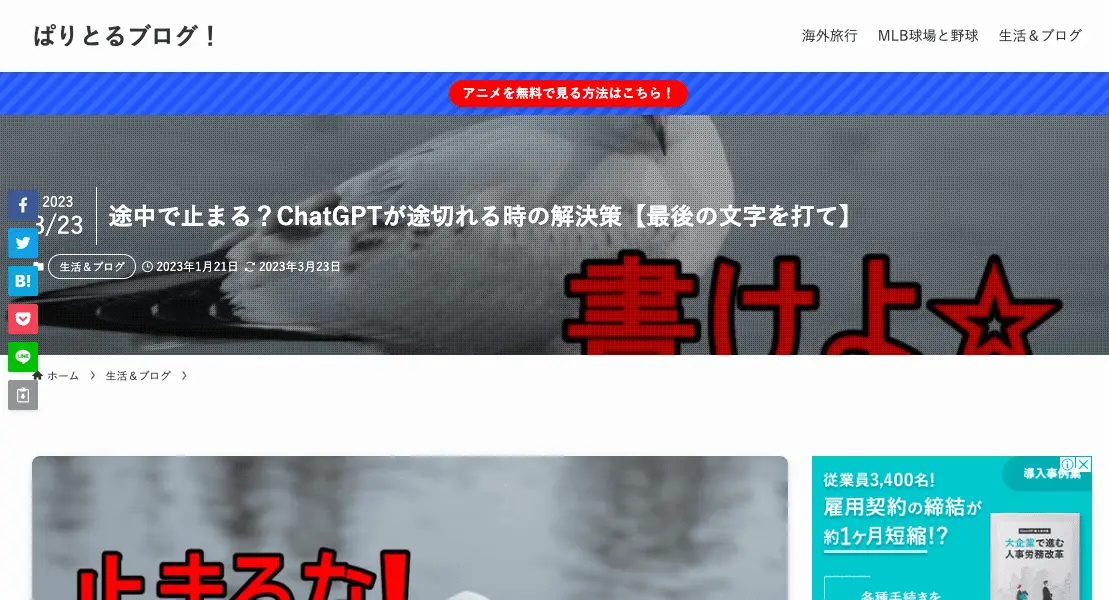 ぱりとるブログ！
海外旅行 MLB球場と野球 生活＆ブログ
アニメを無料で見る方法はこちら！
2023
3/23
途中で止まる？ChatGPTが途切れる時の解決策【最後の文字を打て】
生活＆ブログ 2023年1月21日 2023年3月23日
書けよ☆
B!
LINE
ホーム 生活＆ブログ
止まるな!
従業員3,400名!
導入事例集
雇用契約の締結が
約1ヶ月短縮!?
大企業で進む
人事労務改革
各種手続きを